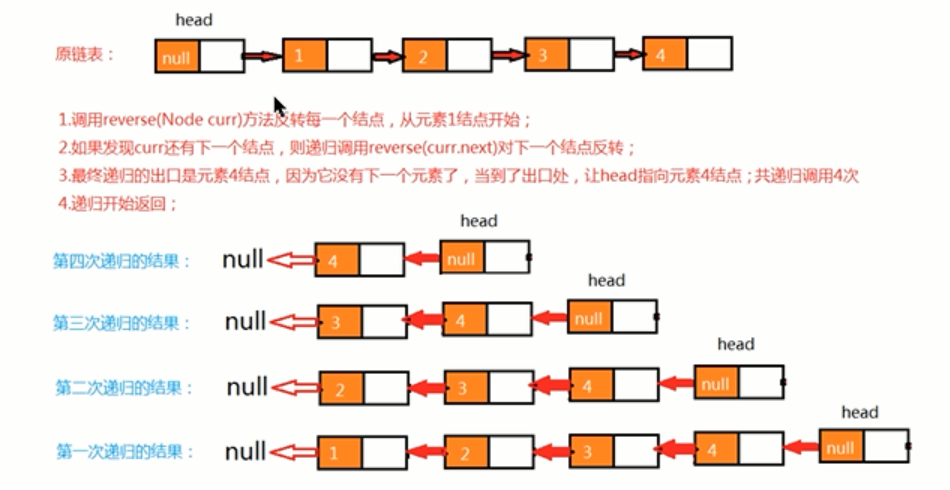 head
原链表： null 1 2 3 4
1.调用reverse(Node curr)方法反转每一个结点，从元素1结点开始；
2.如果发现curr还有下一个结点，则递归调用reverse(curr.next)对下一个结点反转；
3.最终递归的出口是元素4结点，因为它没有下一个元素了，当到了出口处，让head指向元素4结点；共递归调用4次
4.递归开始返回；
head
第四次递归的结果： null 4 null
head
第三次递归的结果： null 3 4 null
head
第二次递归的结果： null 2 3 4 null
head
第一次递归的结果： null 1 2 3 4 null